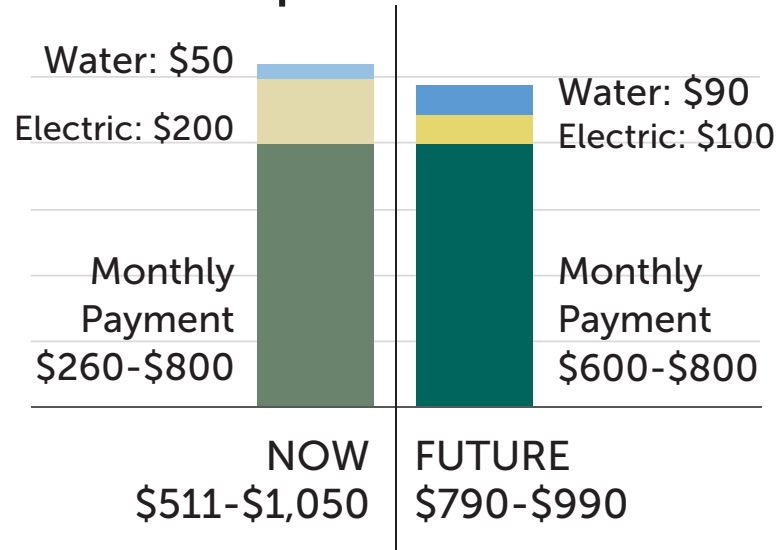 Water: $50
Electric: $200
Monthly
Payment
$260-$800
NOW
$511-$1,050
Water: $90
Electric: $100
Monthly
Payment
$600-$800
FUTURE
$790-$990